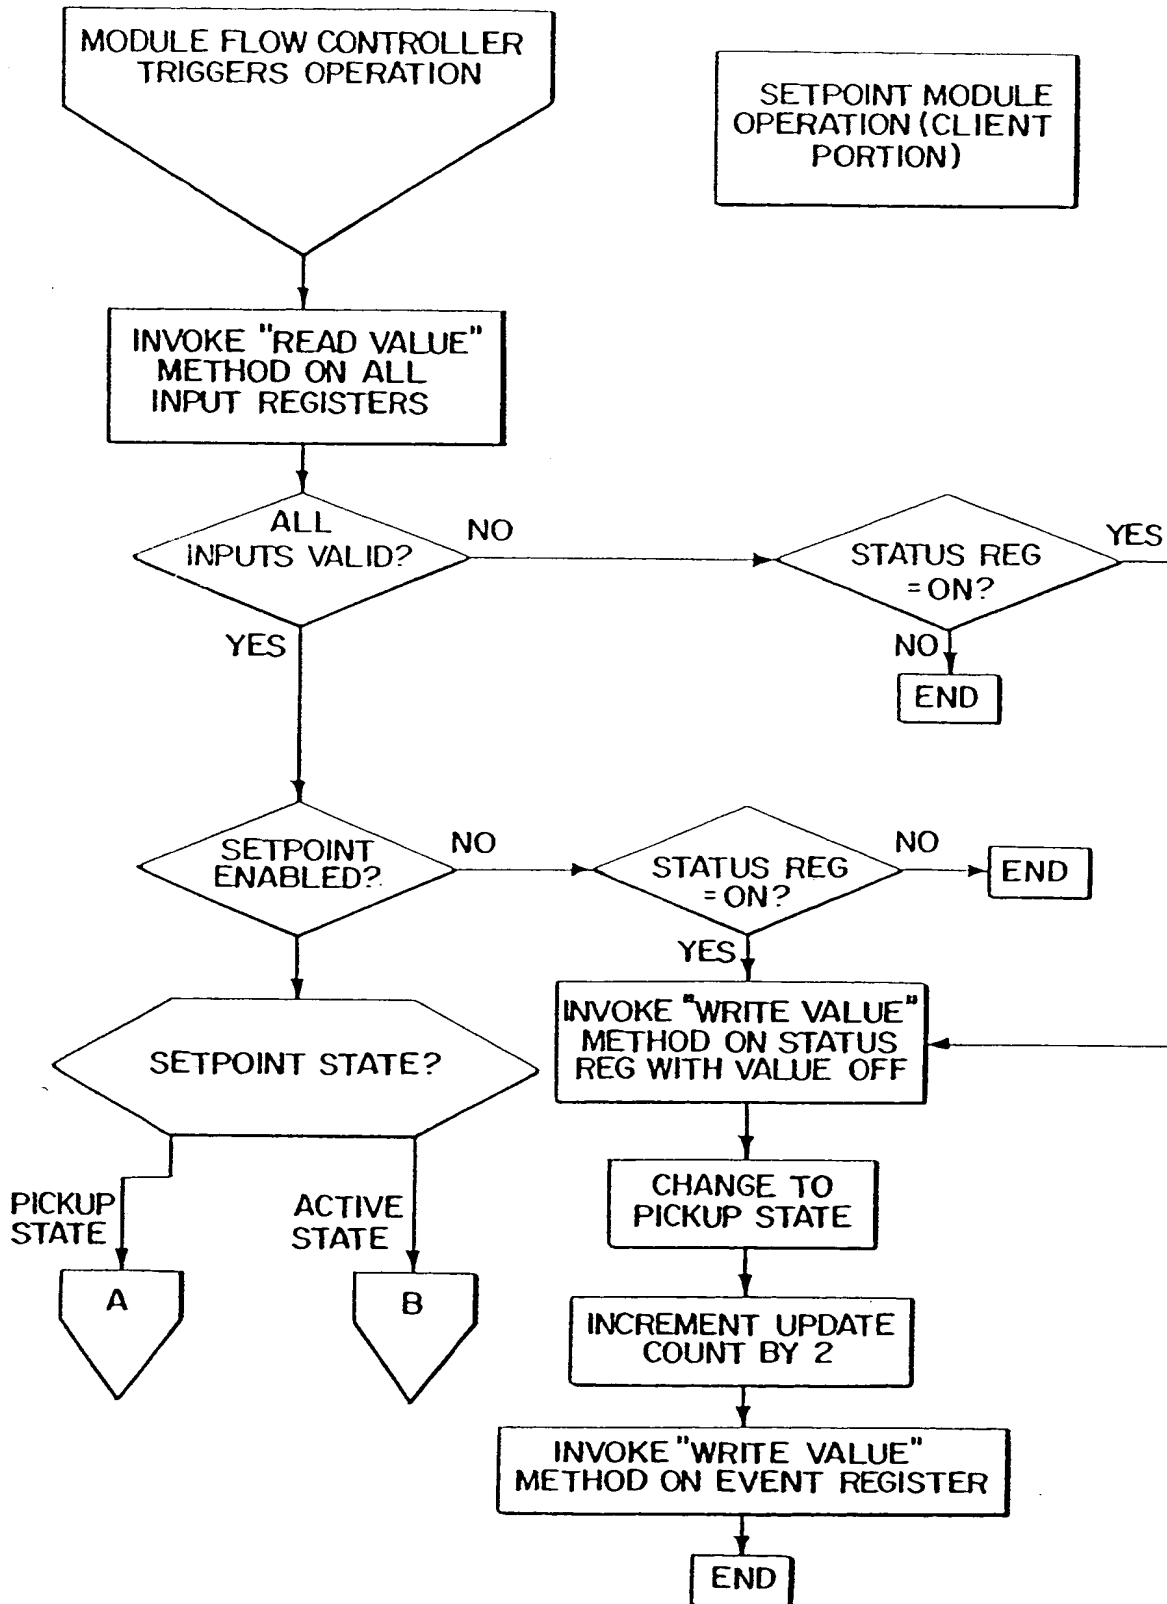 MODULE FLOW CONTROLLER
TRIGGERS OPERATION
SETPOINT MODULE
OPERATION (CLIENT
PORTION)
INVOKE "READ VALUE"
METHOD ON ALL
INPUT REGISTERS
ALL
INPUTS VALID?
NO
STATUS REG
=ON?
YES
NO
END
YES
SETPOINT
ENABLED?
NO
STATUS REG
=ON?
NO
END
YES
INVOKE "WRITE VALUE"
METHOD ON STATUS
REG WITH VALUE OFF
SETPOINT STATE?
PICKUP
STATE
ACTIVE
STATE
A
B
CHANGE TO
PICKUP STATE
INCREMENT UPDATE
COUNT BY 2
INVOKE "WRITE VALUE"
METHOD ON EVENT REGISTER
END